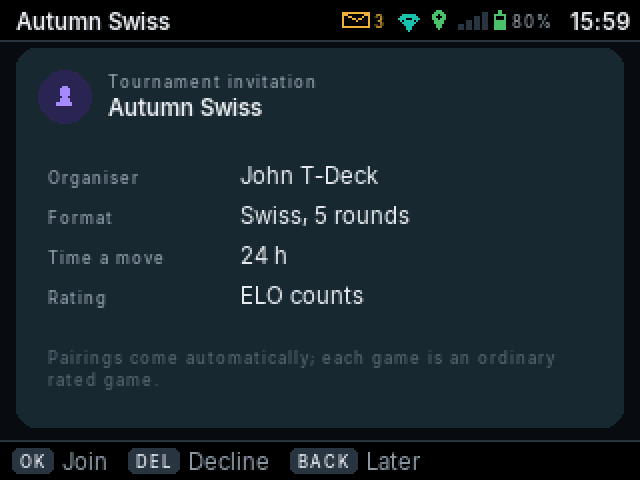 Autumn Swiss 3 80% 15:59
Tournament invitation
Autumn Swiss
Organiser John T-Deck
Format Swiss, 5 rounds
Time a move 24 h
Rating ELO counts
Pairings come automatically; each game is an ordinary
rated game.
OK Join DEL Decline BACK Later